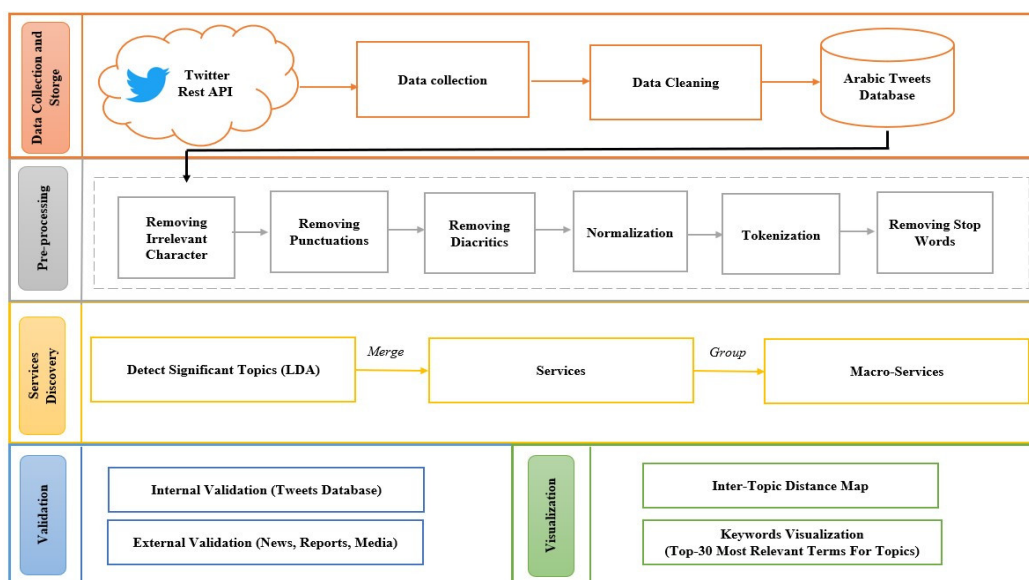 Data Collection and
Storge
Twitter
Rest API
Data collection
Data Cleaning
Arabic Tweets
Database
Pre-processing
Removing
Irrelevant
Character
Removing
Punctuations
Removing
Diacritics
Normalization
Tokenization
Removing Stop
Words
Services
Discovery
Detect Significant Topics (LDA)
Merge
Services
Group
Macro-Services
Validation
Internal Validation (Tweets Database)
External Validation (News, Reports, Media)
Visualization
Inter-Topic Distance Map
Keywords Visualization
(Top-30 Most Relevant Terms For Topics)